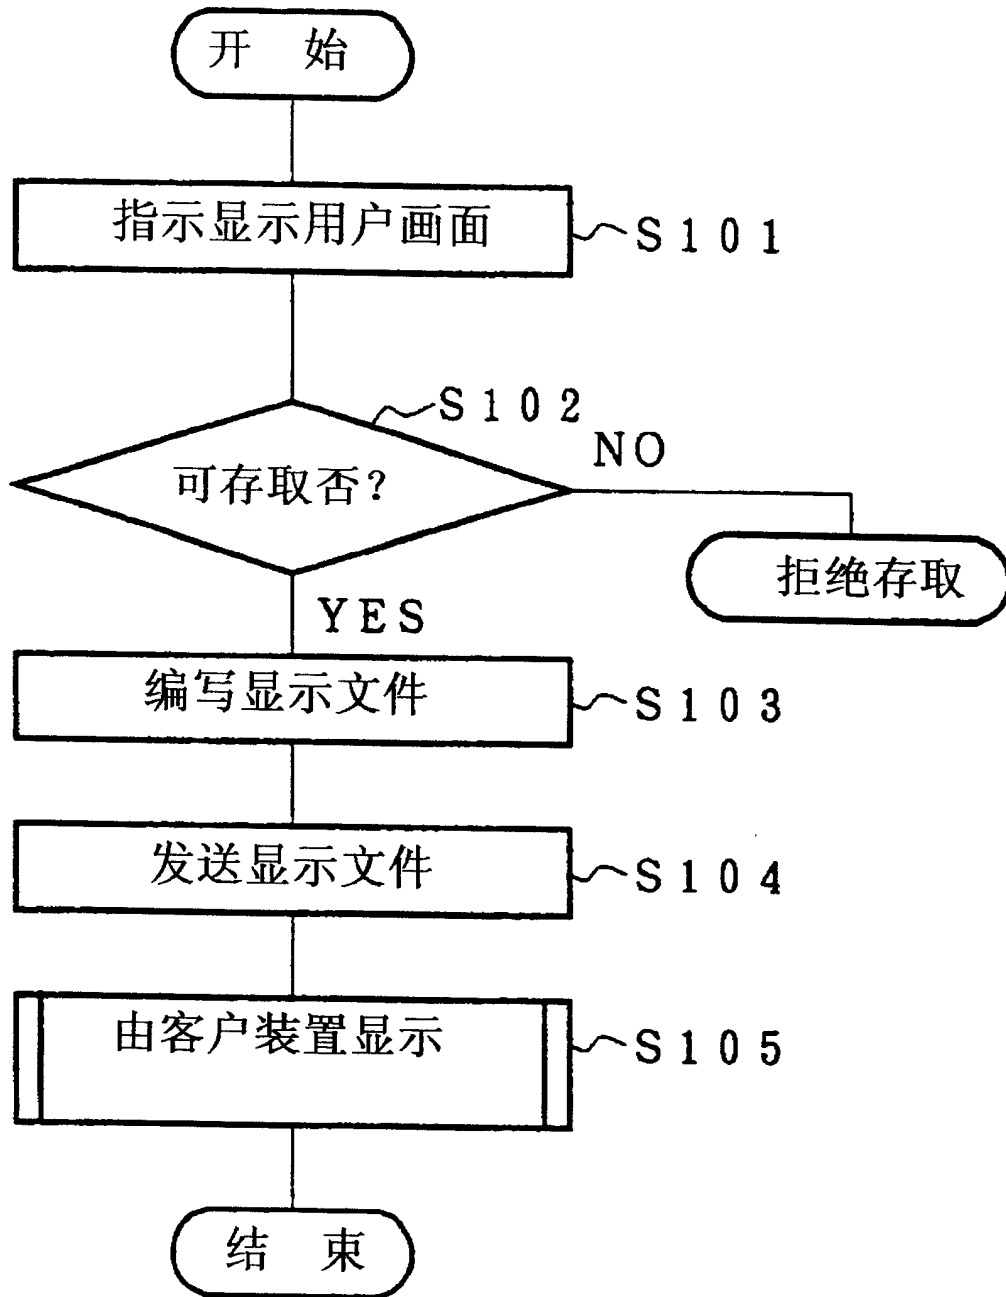 开 始
指示显示用户画面
S101
S102
NO
可存取否?
拒绝存取
YES
编写显示文件
S103
发送显示文件
S104
由客户装置显示
S105
结 束